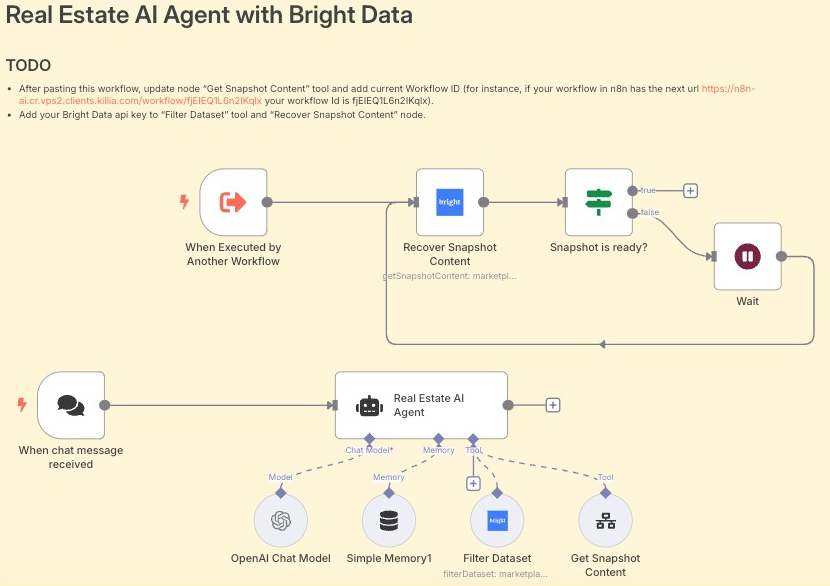 Real Estate AI Agent with Bright Data
TODO
• After pasting this workflow, update node “Get Snapshot Content” tool and add current Workflow ID (for instance, if your workflow in n8n has the next url https://n8n-
ai.cr.vps2.clients.killia.com/workflow/fjEIEQ1L6n2IKqlx your workflow Id is fjEIEQ1L6n2IKqlx).
• Add your Bright Data api key to “Filter Dataset” tool and “Recover Snapshot Content” node.
bright
true
false
When Executed by
Another Workflow
Recover Snapshot
Content
getSnapshotContent: marketpl...
Snapshot is ready?
Wait
Real Estate AI
Agent
When chat message
received
Chat Model*
Memory
Tool
Model
Memory
Tool
bright
OpenAI Chat Model
Simple Memory1
Filter Dataset
filterDataset: marketpla...
Get Snapshot
Content